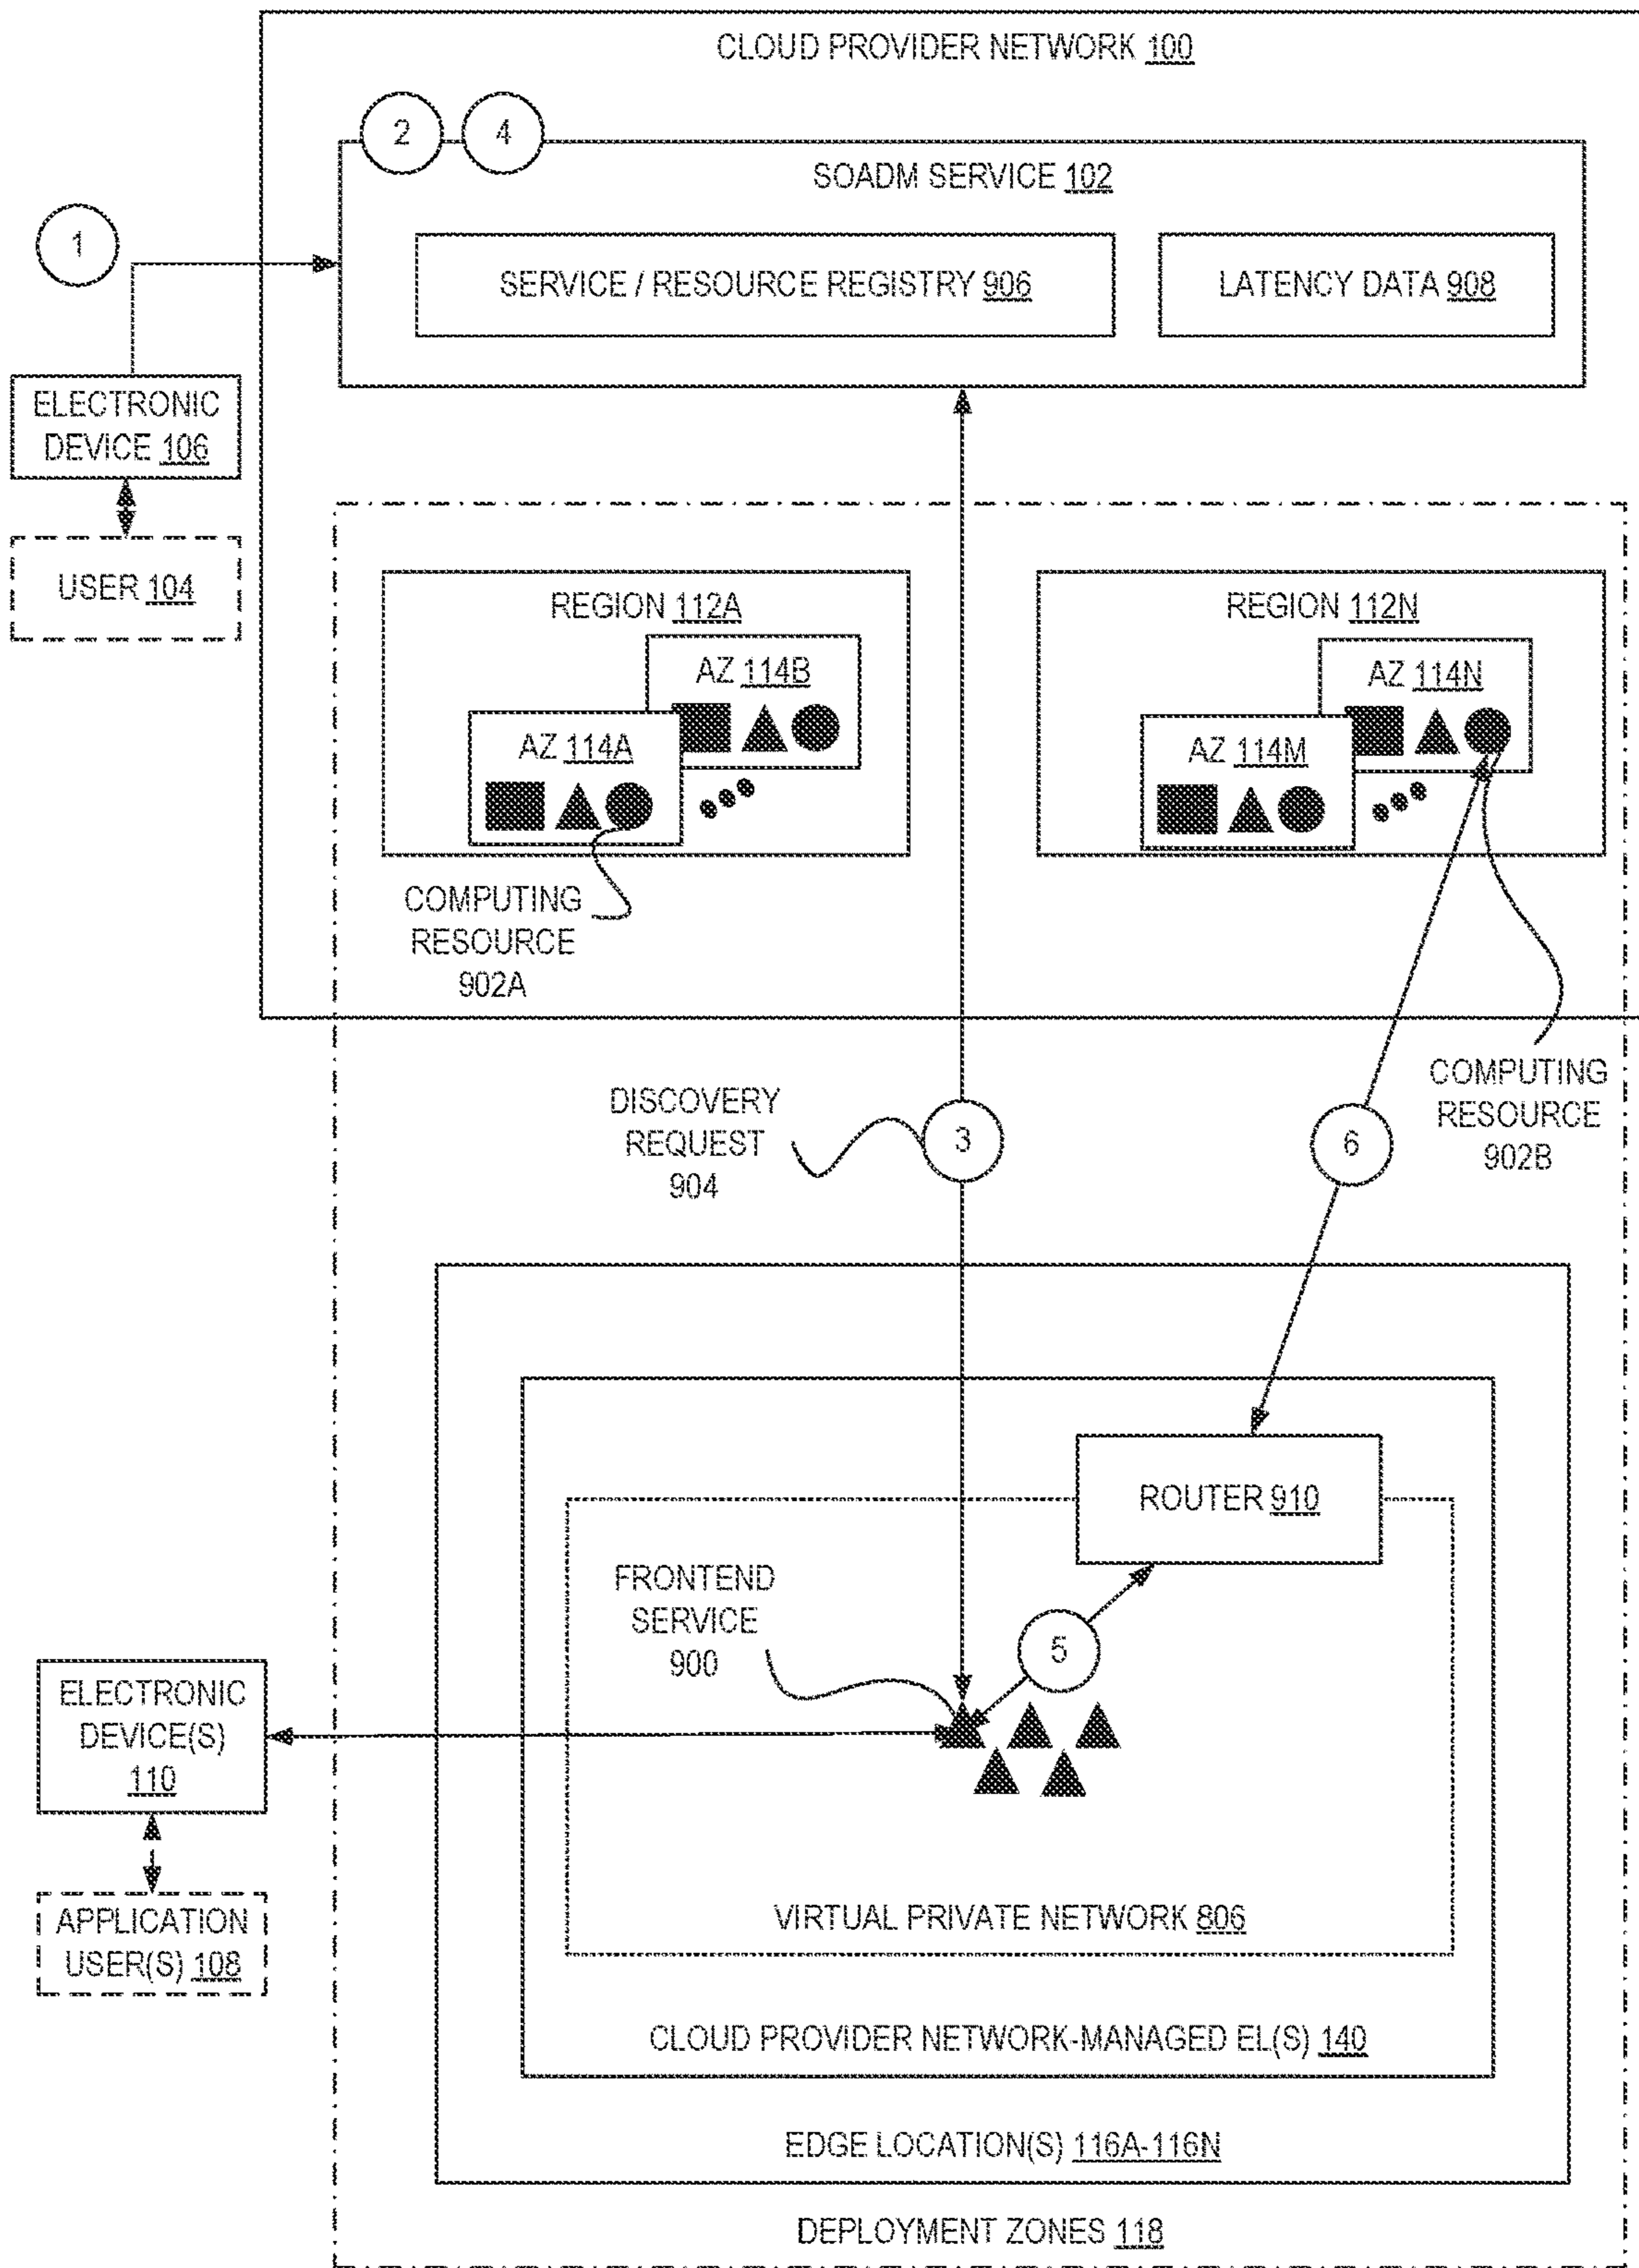 CLOUD PROVIDER NETWORK 100
2
4
SOADM SERVICE 102
1
SERVICE / RESOURCE REGISTRY 906
LATENCY DATA 908
ELECTRONIC
DEVICE 106
USER 104
REGION 112A
AZ 114B
AZ 114A
REGION 112N
AZ 114N
AZ 114M
COMPUTING
RESOURCE
902A
COMPUTING
RESOURCE
902B
DISCOVERY
REQUEST
904
3
6
ROUTER 910
FRONTEND
SERVICE
900
5
ELECTRONIC
DEVICE(S)
110
APPLICATION
USER(S) 108
VIRTUAL PRIVATE NETWORK 806
CLOUD PROVIDER NETWORK-MANAGED EL(S) 140
EDGE LOCATION(S) 116A-116N
DEPLOYMENT ZONES 118